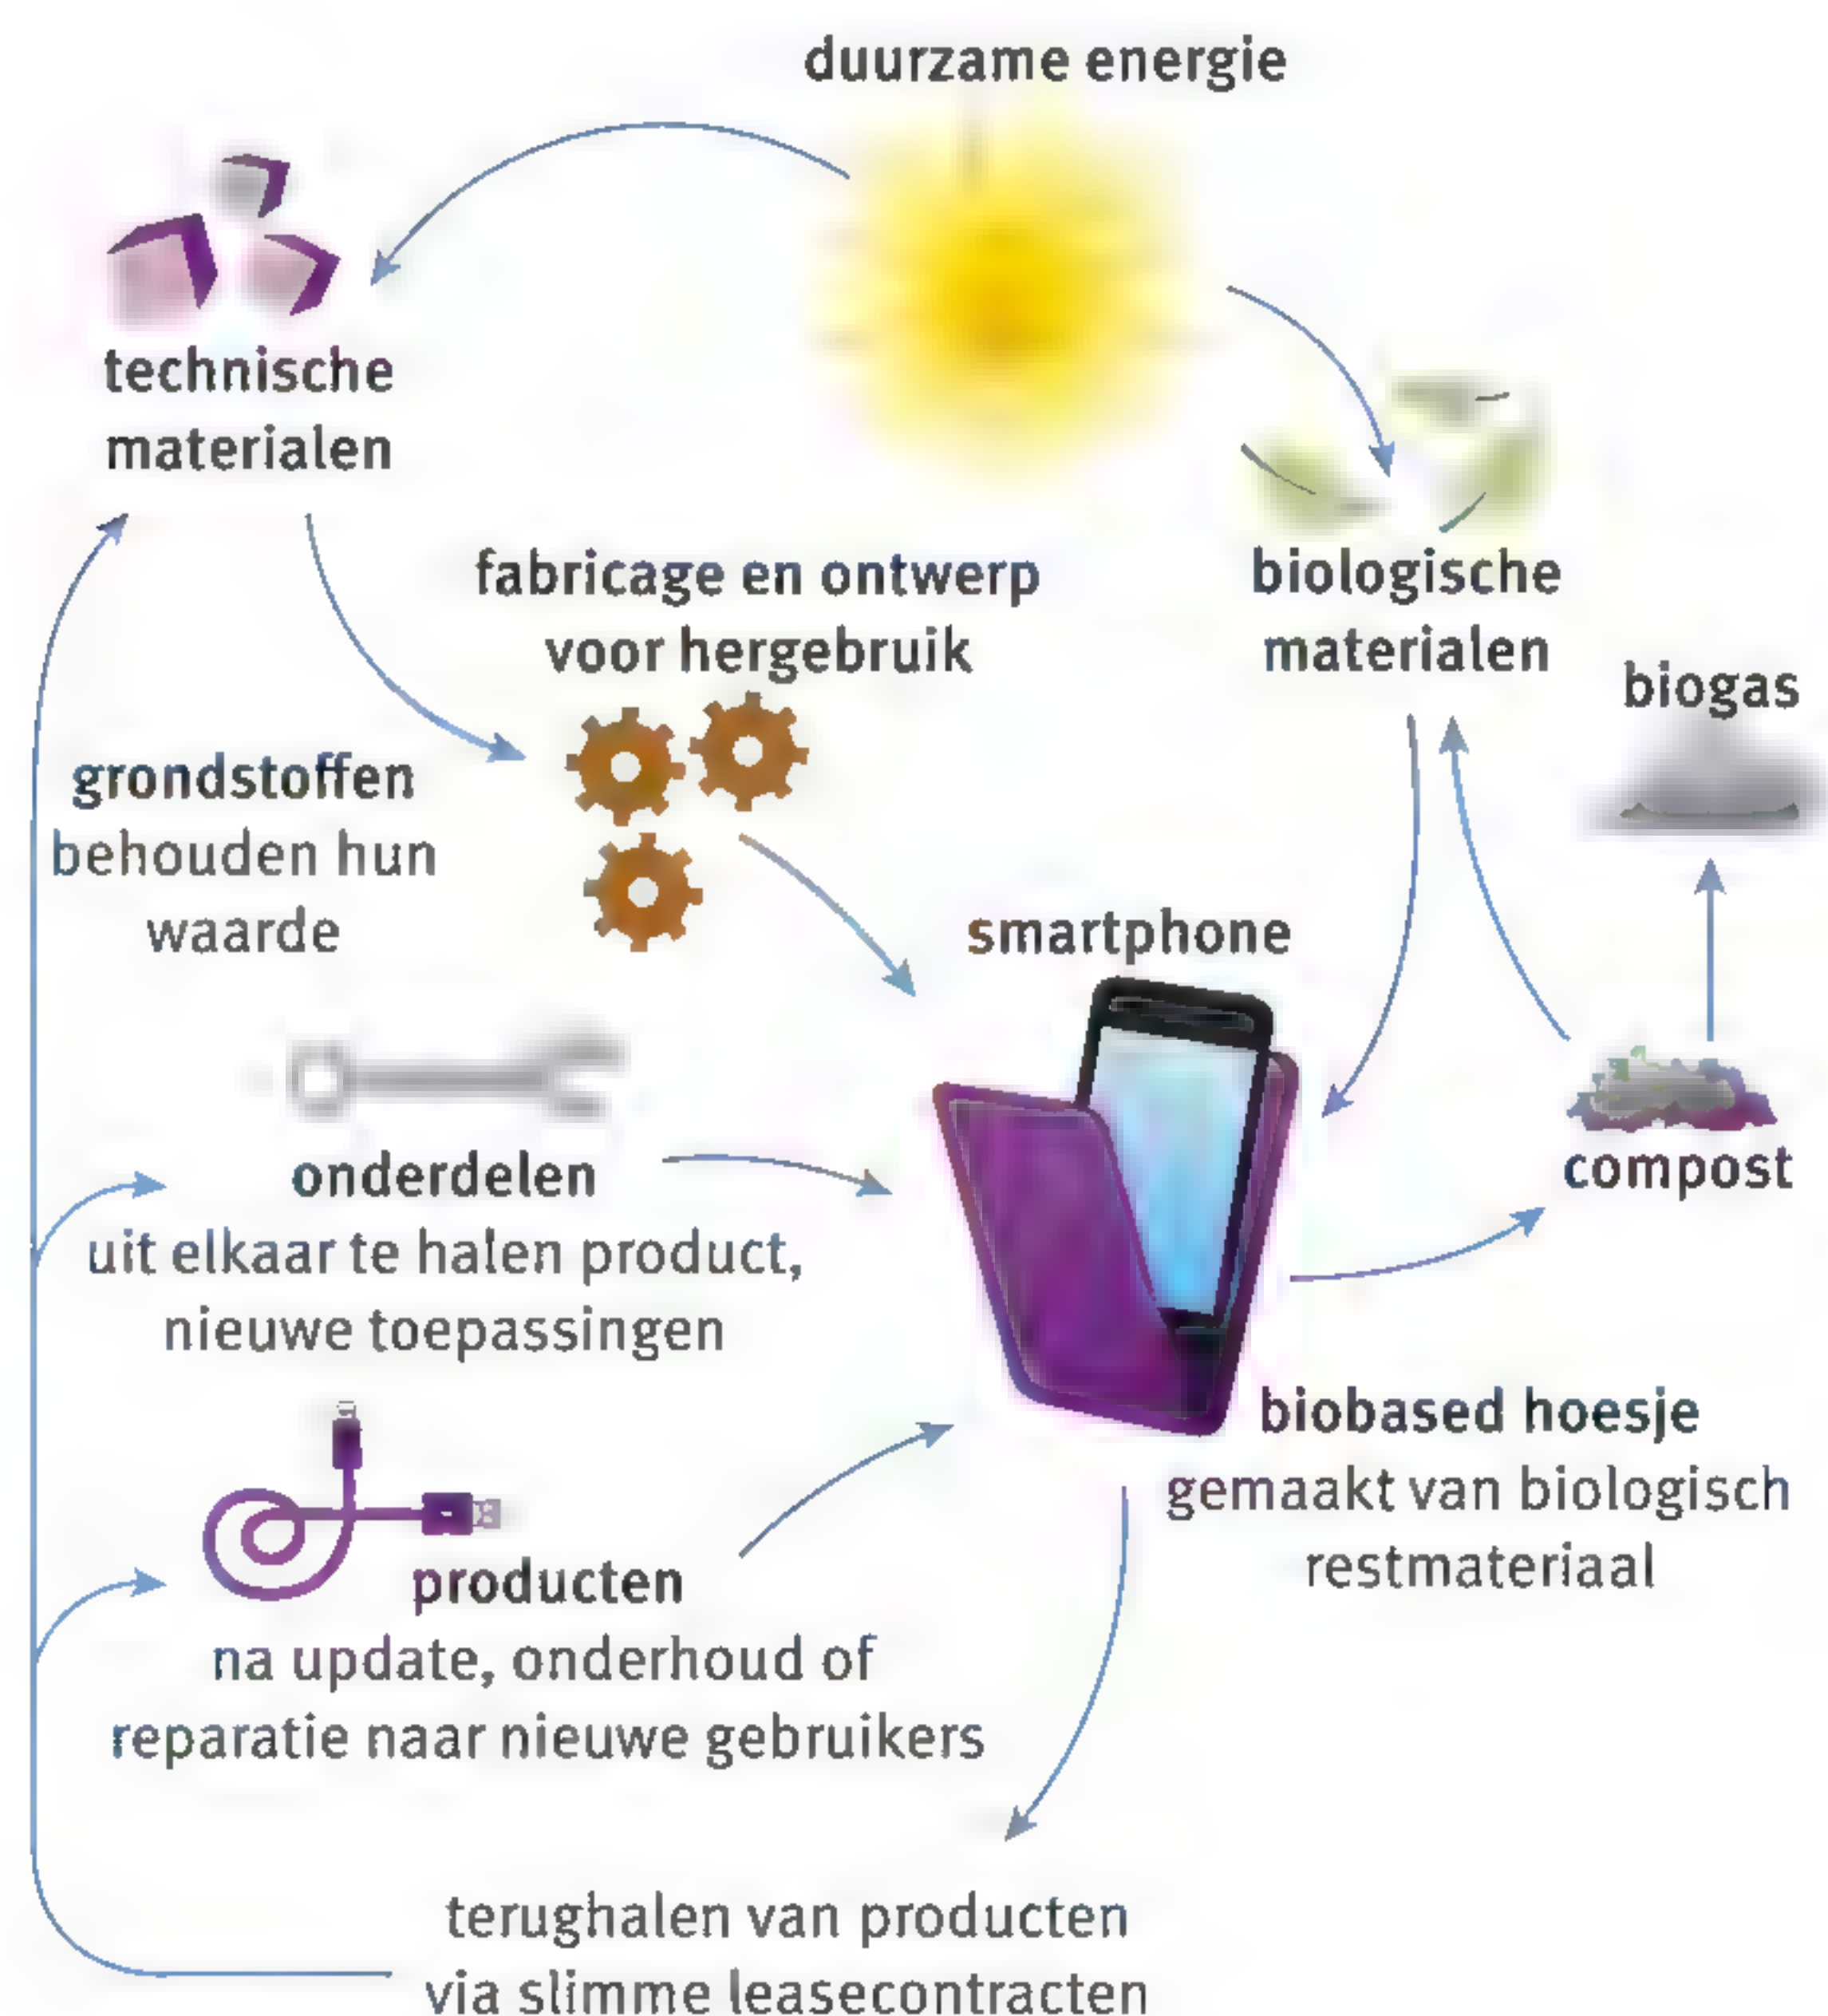 duurzame energie
technische
materialen
fabricage en ontwerp
voor hergebruik
biologische
materialen
biogas
grondstoffen
behouden hun
waarde
smartphone
onderdelen
uit elkaar te halen product,
nieuwe toepassingen
compost
biobased hoesje
gemaakt van biologisch
restmateriaal
producten
na update, onderhoud of
reparatie naar nieuwe gebruikers
terughalen van producten
via slimme leasecontracten